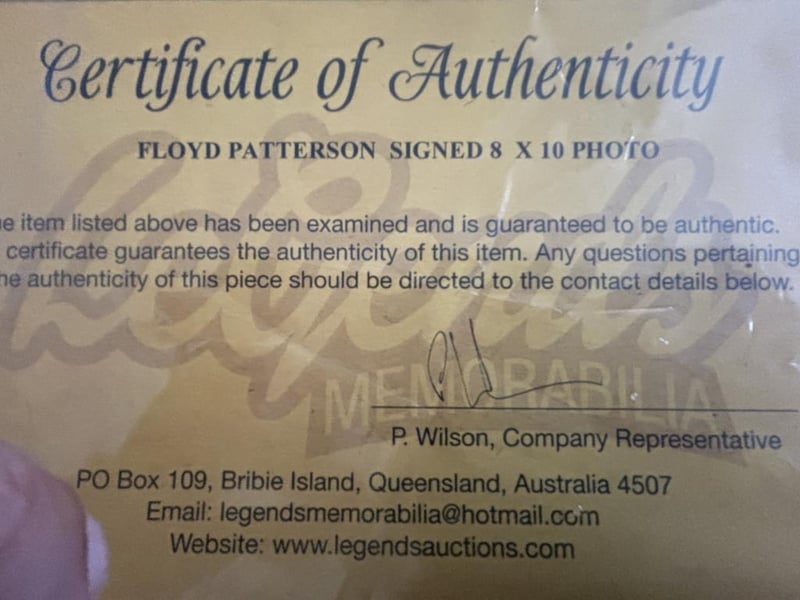 Certificate of Authenticity
FLOYD PATTERSON SIGNED 8 X 10 PHOTO
e item listed above has been examined and is guaranteed to be authentic.
certificate guarantees the authenticity of this item. Any questions pertaining
he authenticity of this piece should be directed to the contact details below.
Legends
MEMORABILIA
P. Wilson, Company Representative
PO Box 109, Bribie Island, Queensland, Australia 4507
Email: legendsmemorabilia@hotmail.com
Website: www.legendsauctions.com